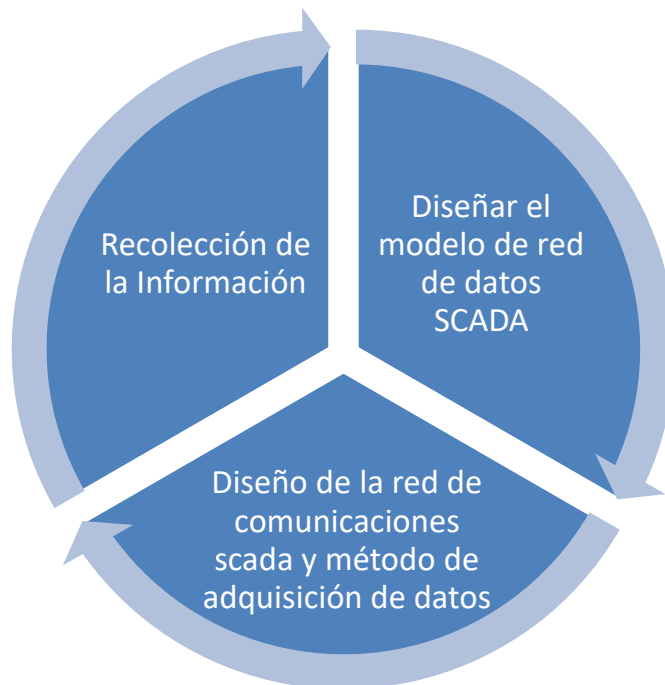 Recolección de
la Información
Diseñar el
modelo de red
de datos
SCADA
Diseño de la red de
comunicaciones
scada y método de
adquisición de datos